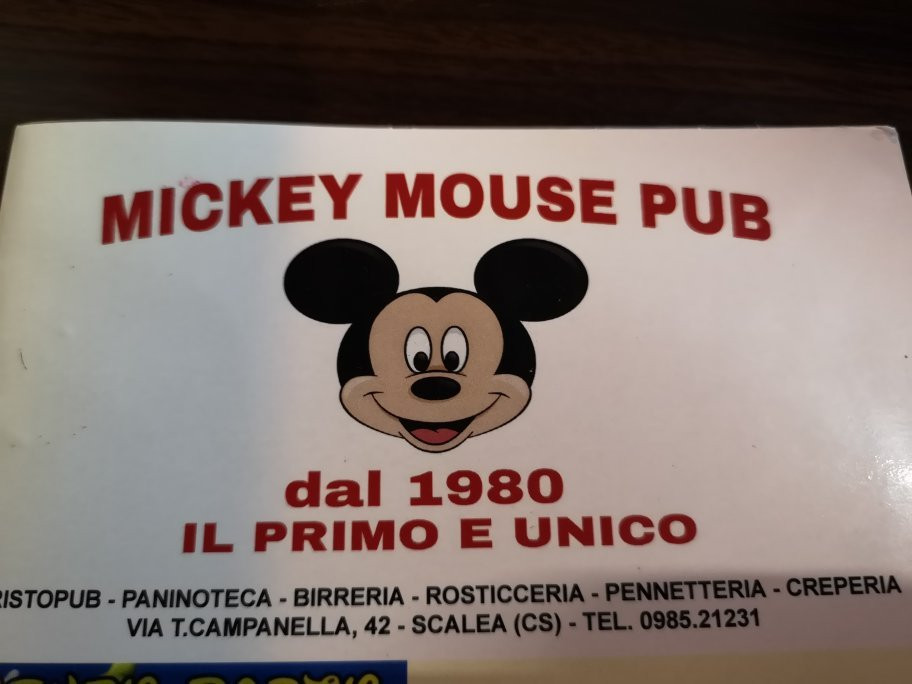 MICKEY MOUSE PUB
dal 1980
IL PRIMO E UNICO
RISTOPUB - PANINOTECA - BIRRERIA - ROSTICCERIA - PENNETTERIA - CREPERIA
VIA T.CAMPANELLA, 42 - SCALEA (CS) - TEL. 0985.21231